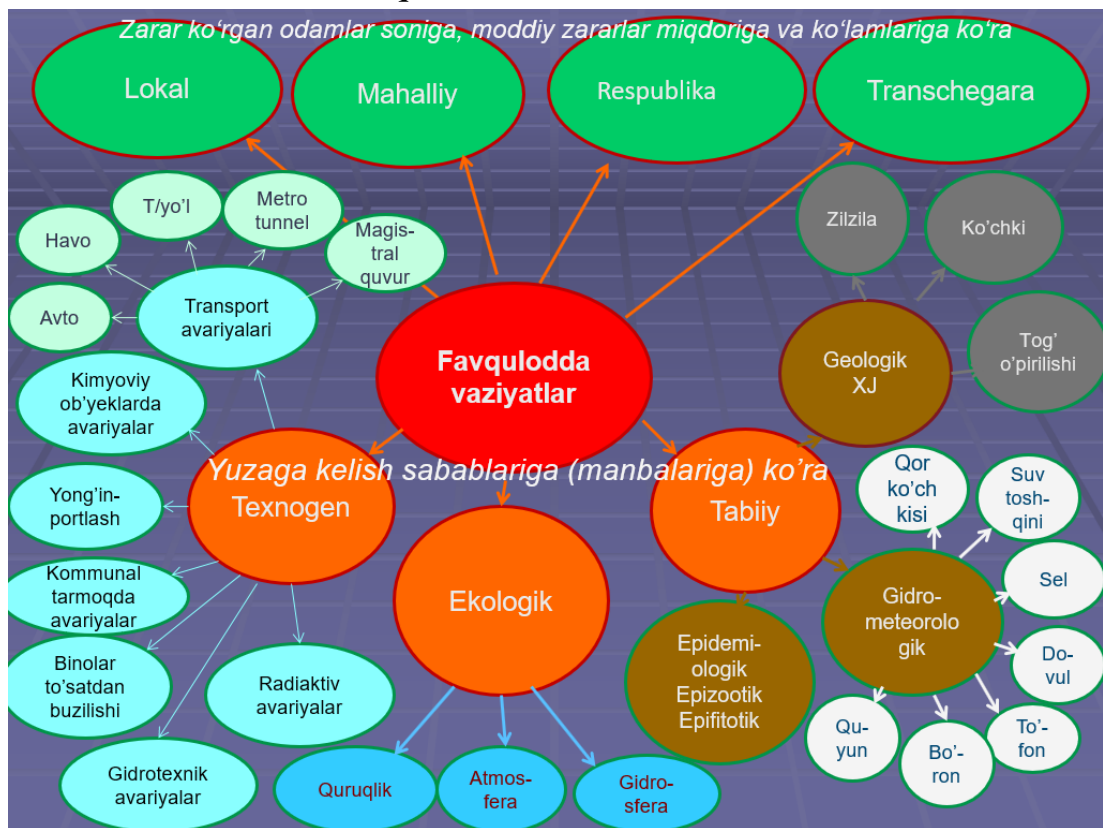 Zarar ko‘rgan odamlar soniga, moddiy zararlar miqdoriga va ko‘lamlariga ko‘ra
Lokal
Mahalliy
Respublika
Transchegara
Zilzila
Ko’chki
Tog’
o’pirilishi
Geologik
XJ
T/yo’l
Metro
tunnel
Magis-
tral
quvur
Havo
Avto
Transport
avariyalari
Favqulodda
vaziyatlar
Kimyoviy
ob’yeklarda
avariyalar
Yuzaga kelish sabablariga (manbalariga) ko’ra
Texnogen
Ekologik
Tabiiy
Yong’in-
portlash
Kommunal
tarmoqda
avariyalar
Binolar
to’satdan
buzilishi
Gidrotexnik
avariyalar
Radiaktiv
avariyalar
Quruqlik
Atmos-
fera
Gidro-
sfera
Epidemi-
ologik
Epizootik
Epifitotik
Gidro-
meteorolo
gik
Qor
ko’ch
kisi
Suv
tosh-
qini
Sel
Do-
vul
To’-
fon
Bo’-
ron
Qu-
yun